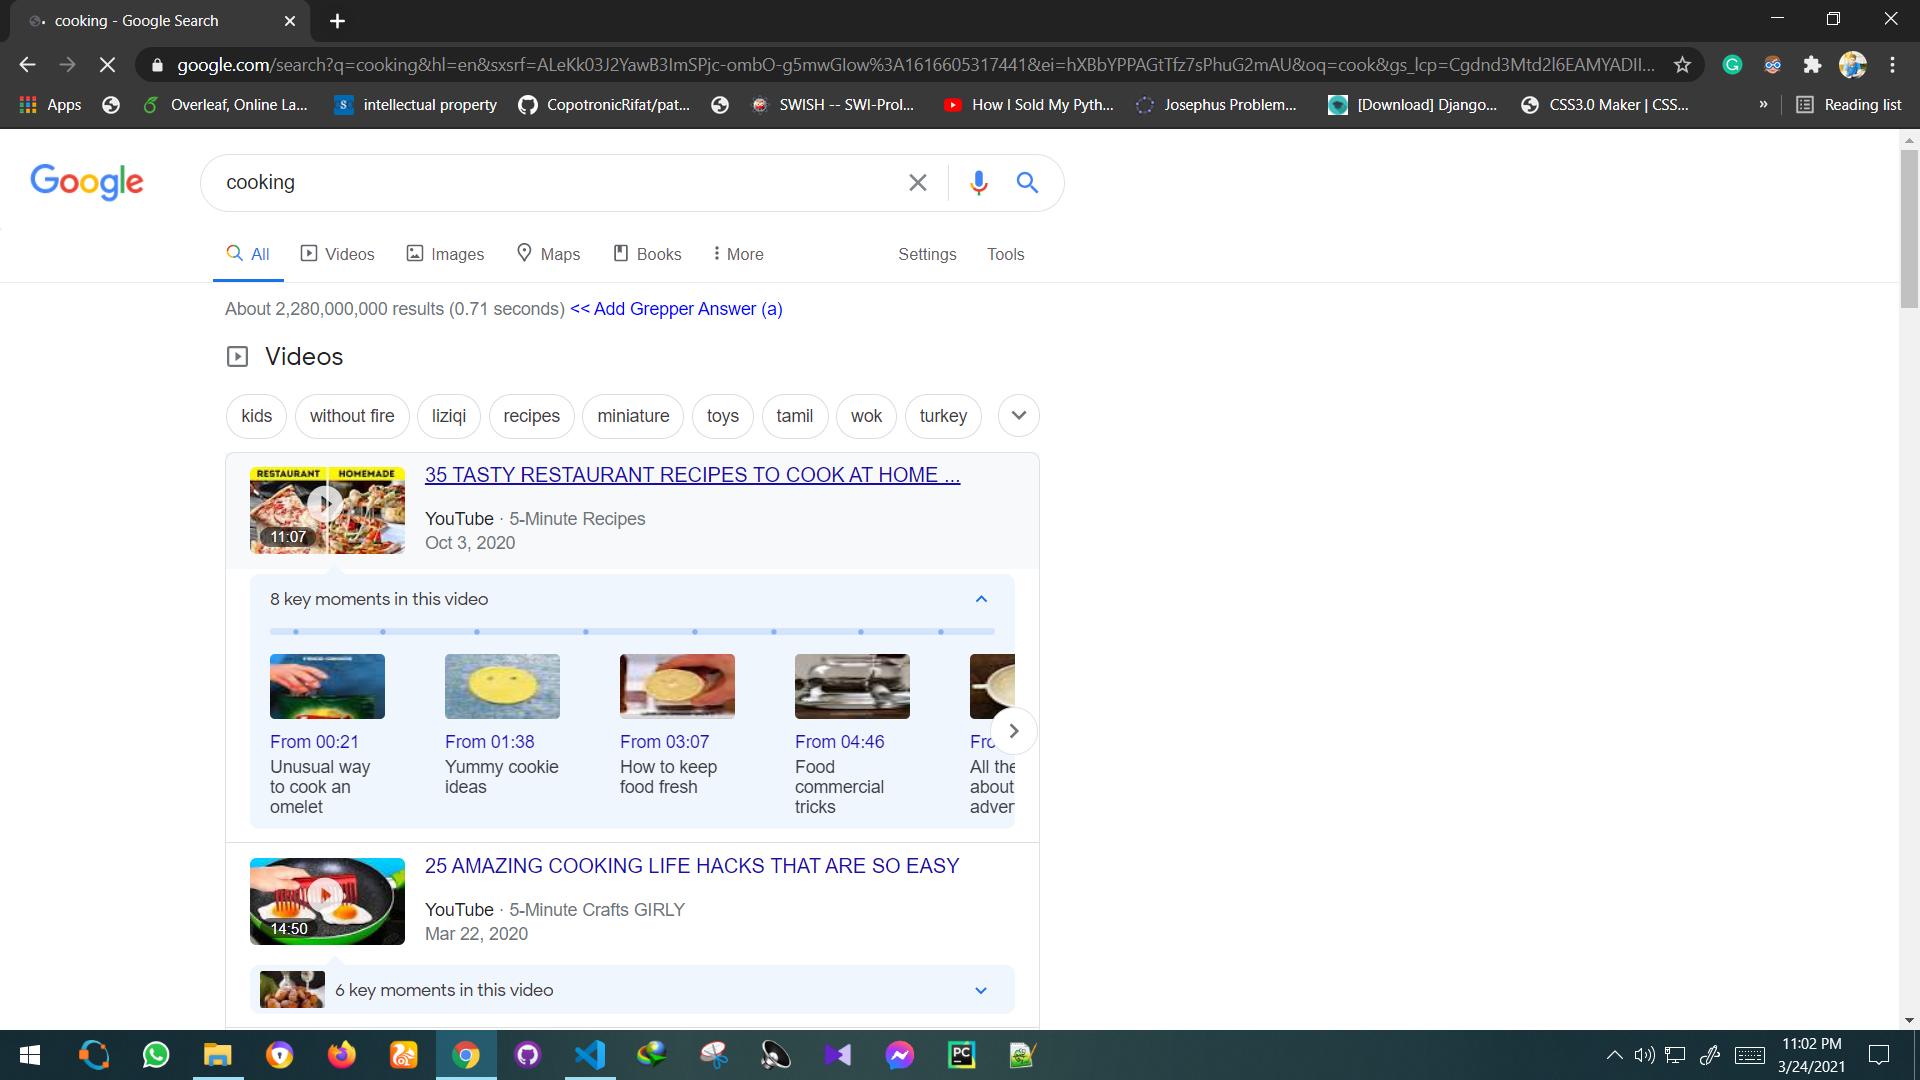 cooking - Google Search
google.com/search?q=cooking&hl=en&sxsrf=ALeKk03J2YawB3ImSPjc-ombO-g5mwGIow%3A1616605317441&ei=hXBbYPPAGtTfz7sPhuG2mAU&oq=cook&gs_lcp=Cgdnd3Mtd2l6EAMYADII...
Apps Overleaf, Online La... intellectual property CopotronicRifat/pat... SWISH -- SWI-Prol... How I Sold My Pyth... Josephus Problem... [Download] Django... CSS3.0 Maker | CSS... » Reading list
Google
cooking
All Videos Images Maps Books More Settings Tools
About 2,280,000,000 results (0.71 seconds) << Add Grepper Answer (a)
Videos
kids without fire liziqi recipes miniature toys tamil wok turkey
RESTAURANT HOMEMADE
11:07
35 TASTY RESTAURANT RECIPES TO COOK AT HOME ...
YouTube · 5-Minute Recipes
Oct 3, 2020
8 key moments in this video
From 00:21
Unusual way
to cook an
omelet
From 01:38
Yummy cookie
ideas
From 03:07
How to keep
food fresh
From 04:46
Food
commercial
tricks
All the
about
14:50
25 AMAZING COOKING LIFE HACKS THAT ARE SO EASY
YouTube · 5-Minute Crafts GIRLY
Mar 22, 2020
6 key moments in this video
PC
11:02 PM
3/24/2021